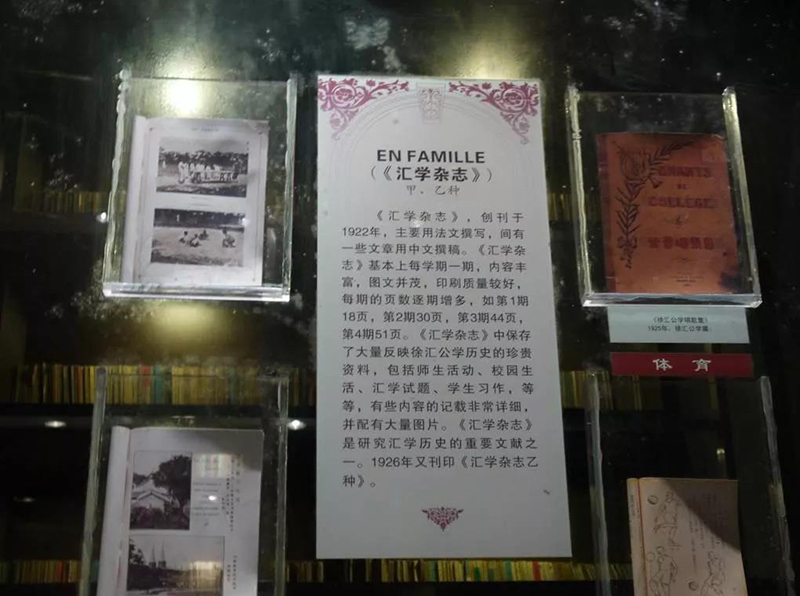 EN FAMILLE
(《汇学杂志》)
甲、乙种
《汇学杂志》，创刊于
1922年，主要用法文撰写，间有
一些文章用中文撰稿。《汇学杂
志》基本上每学期一期，内容丰
富，图文并茂，印刷质量较好，
每期的页数逐期增多，如第1期
18页，第2期30页，第3期44页，
第4期51页。《汇学杂志》中保存
了大量反映徐汇公学历史的珍贵
资料，包括师生活动、校园生
活、汇学试题、学生习作，等
等，有些内容的记载非常详细，
并配有大量图片。《汇学杂志》
是研究汇学历史的重要文献之
一。1926年又刊印《汇学杂志乙
种》。
CHANTS
DE
COLLÈGE
《徐汇公学唱歌集》
1925年，徐汇公学藏
体育